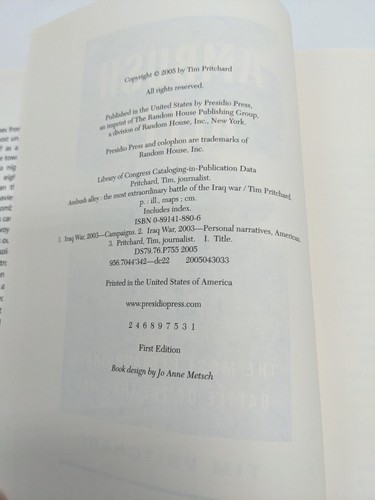 Copyright © 2005 by Tim Pritchard
All rights reserved.
Published in the United States by Presidio Press,
an imprint of The Random House Publishing Group,
a division of Random House, Inc., New York.
Presidio Press and colophon are trademarks of
Random House, Inc.
Library of Congress Cataloging-in-Publication Data
Pritchard, Tim, journalist.
Ambush alley : the most extraordinary battle of the Iraq war / Tim Pritchard.
p. : ill., maps ; cm.
Includes index.
ISBN 0-89141-880-6
1. Iraq War, 2003—Campaigns. 2. Iraq War, 2003—Personal narratives, American.
3. Pritchard, Tim, journalist. I. Title.
DS79.76.P755 2005
956.7044'342—dc22 2005043033
Printed in the United States of America
www.presidiopress.com
2 4 6 8 9 7 5 3 1
First Edition
Book design by Jo Anne Metsch